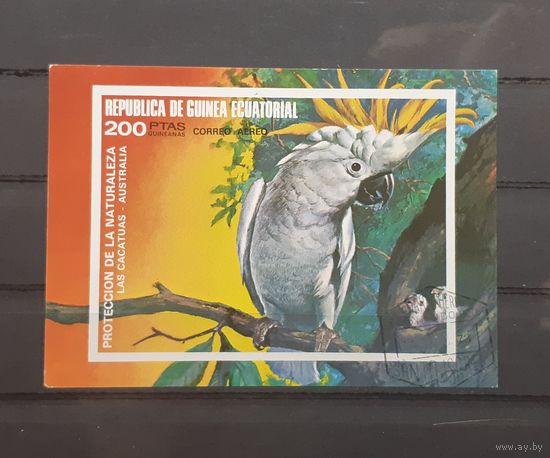 REPUBLICA DE GUINEA ECUATORIAL
200 PTAS
GUINEANAS
CORREO AEREO
PROTECCION DE LA NATURALEZA
LAS CACATUAS - AUSTRALIA
www.ay.by